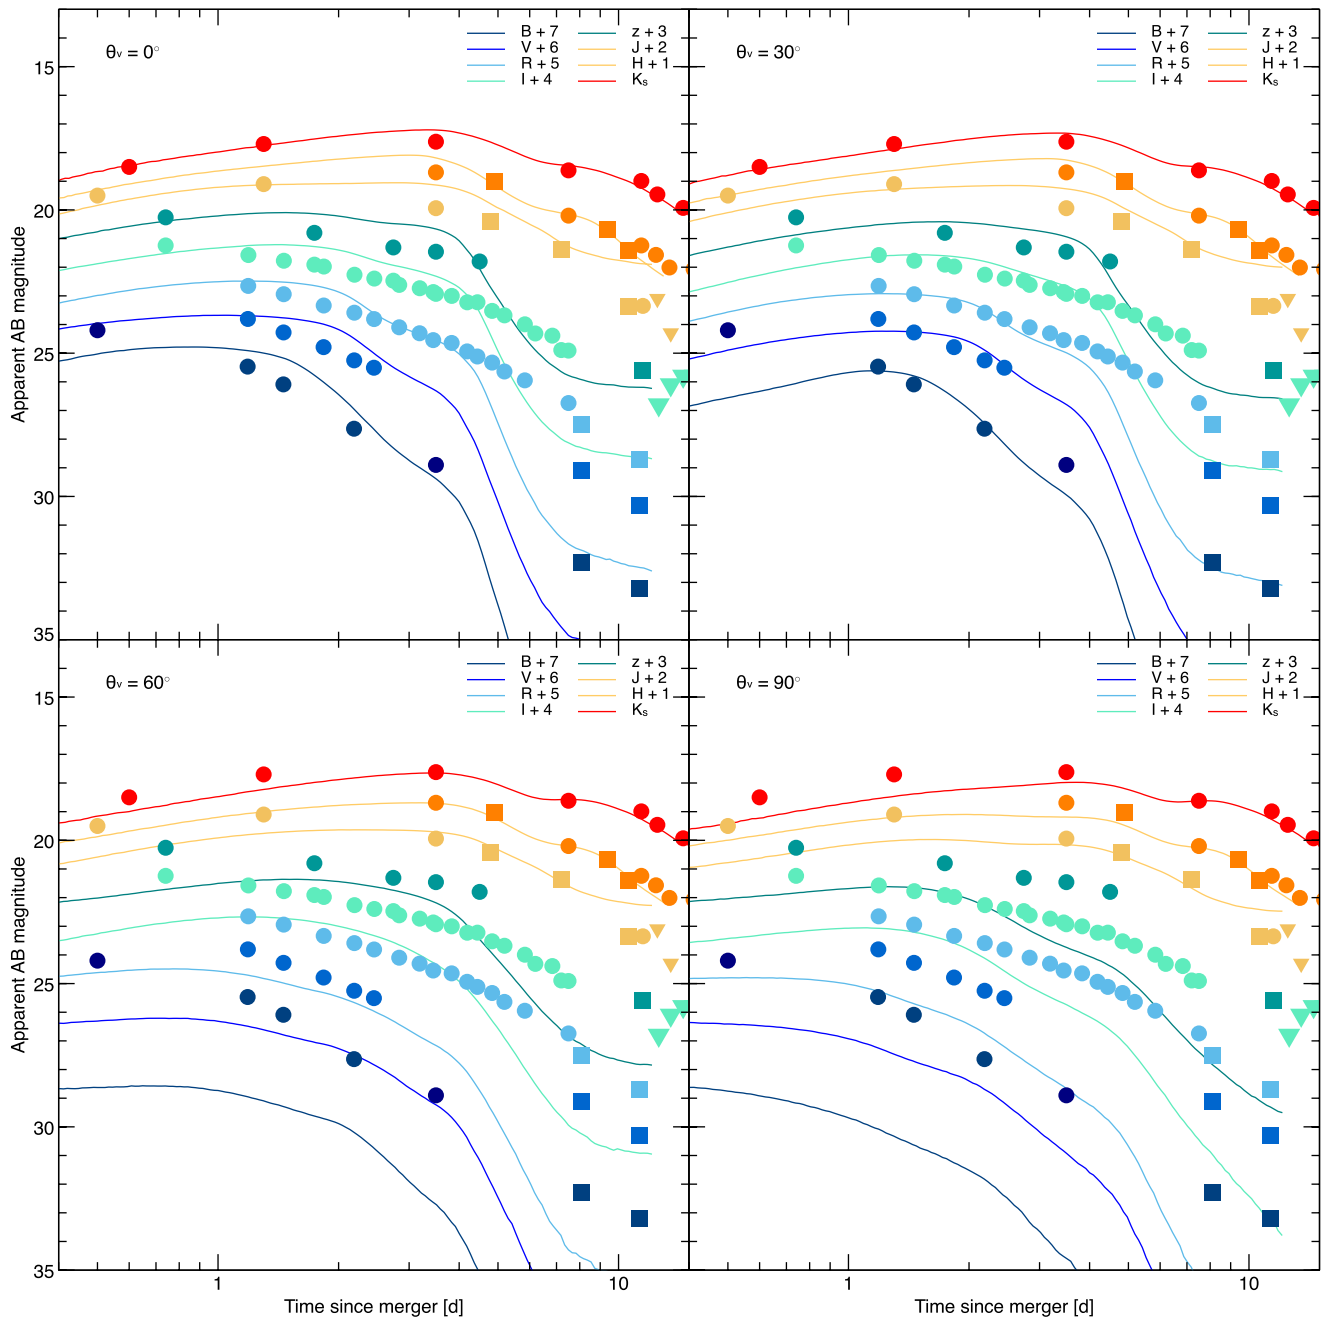 θv = 0°
B + 7 z + 3
V + 6 J + 2
R + 5 H + 1
I + 4 Ks
θv = 30°
B + 7 z + 3
V + 6 J + 2
R + 5 H + 1
I + 4 Ks
15
20
25
30
35
Apparent AB magnitude
θv = 60°
B + 7 z + 3
V + 6 J + 2
R + 5 H + 1
I + 4 Ks
θv = 90°
B + 7 z + 3
V + 6 J + 2
R + 5 H + 1
I + 4 Ks
15
20
25
30
35
Apparent AB magnitude
1 10
1 10
Time since merger [d]
Time since merger [d]